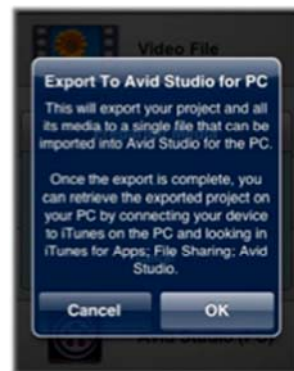 Video File
Export To Avid Studio for PC
This will export your project and all
its media to a single file that can be
imported into Avid Studio for the PC.
Once the export is complete, you
can retrieve the exported project on
your PC by connecting your device
to iTunes on the PC and looking in
iTunes for Apps; File Sharing; Avid
Studio.
Cancel
OK
Avid Studio (PC)